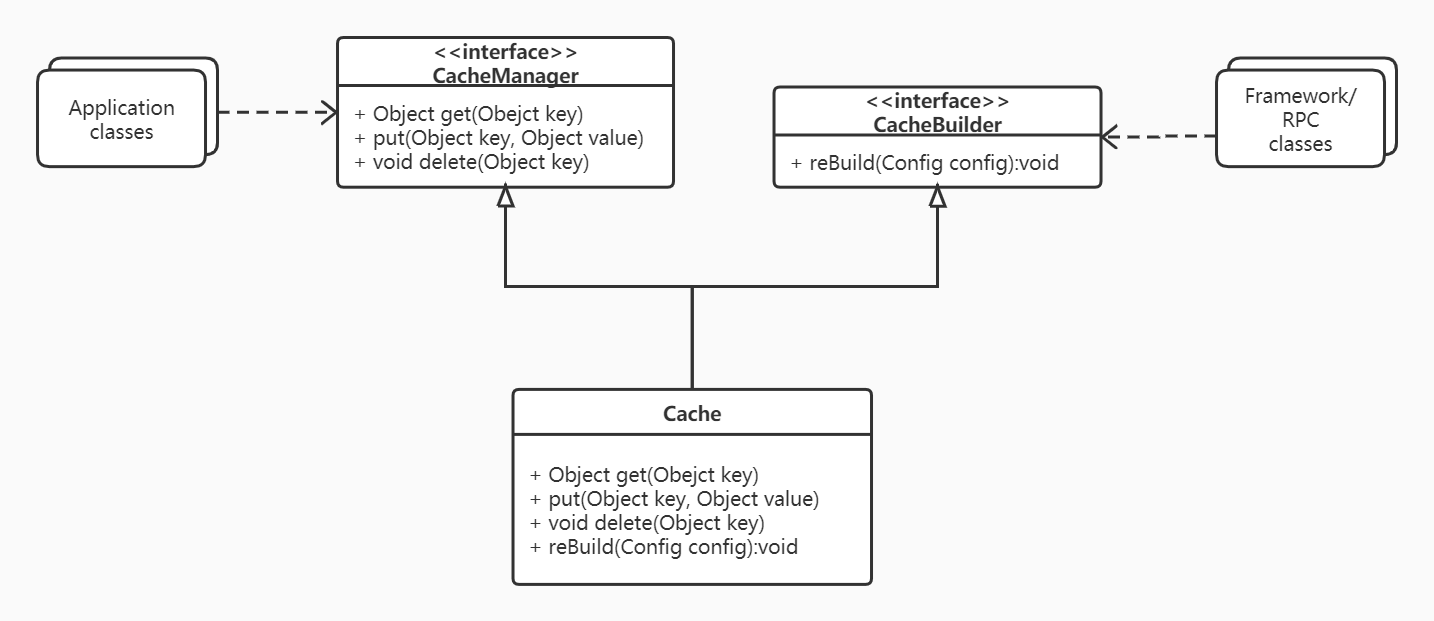 Application
classes
<<interface>>
CacheManager
+ Object get(Obejct key)
+ put(Object key, Object value)
+ void delete(Object key)
<<interface>>
CacheBuilder
+ reBuild(Config config):void
Framework/
RPC
classes
Cache
+ Object get(Obejct key)
+ put(Object key, Object value)
+ void delete(Object key)
+ reBuild(Config config):void